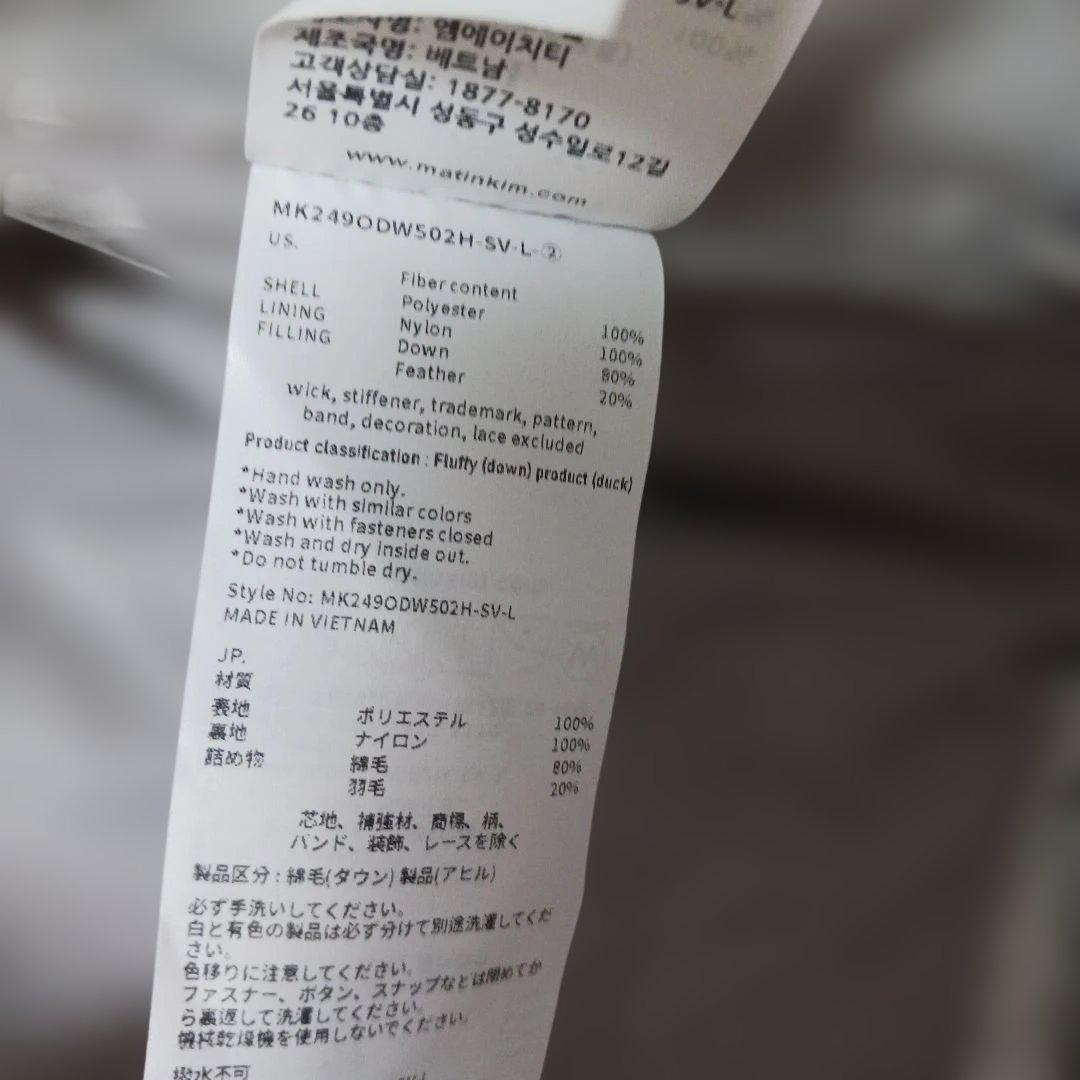 SV-L
제조자명: 엠에이치티
제조국명: 베트남
고객상담실: 1877-8170
서울특별시 성동구 성수일로12길
26 10층
www.matinkim.com
MK249ODW502H-SV-L-②
US.
Fiber content
SHELL Polyester 100%
LINING Nylon 100%
FILLING Down 80%
Feather 20%
wick, stiffener, trademark, pattern,
band, decoration, lace excluded
Product classification : Fluffy (down) product (duck)
*Hand wash only.
*Wash with similar colors
*Wash with fasteners closed
*Wash and dry inside out.
*Do not tumble dry.
Style No: MK249ODW502H-SV-L
MADE IN VIETNAM
JP.
材質
表地 ポリエステル 100%
裏地 ナイロン 100%
詰め物 綿毛 80%
羽毛 20%
芯地、補強材、商標、柄、
バンド、装飾、レースを除く
製品区分 : 綿毛(ダウン) 製品(アヒル)
必ず手洗いしてください。
白と有色の製品は必ず分けて別途洗濯してくだ
さい。
色移りに注意してください。
ファスナー、ボタン、スナップなとは閉めてか
ら裏返して洗濯してください。
機械乾燥機を使用しないでください。
撥水不可